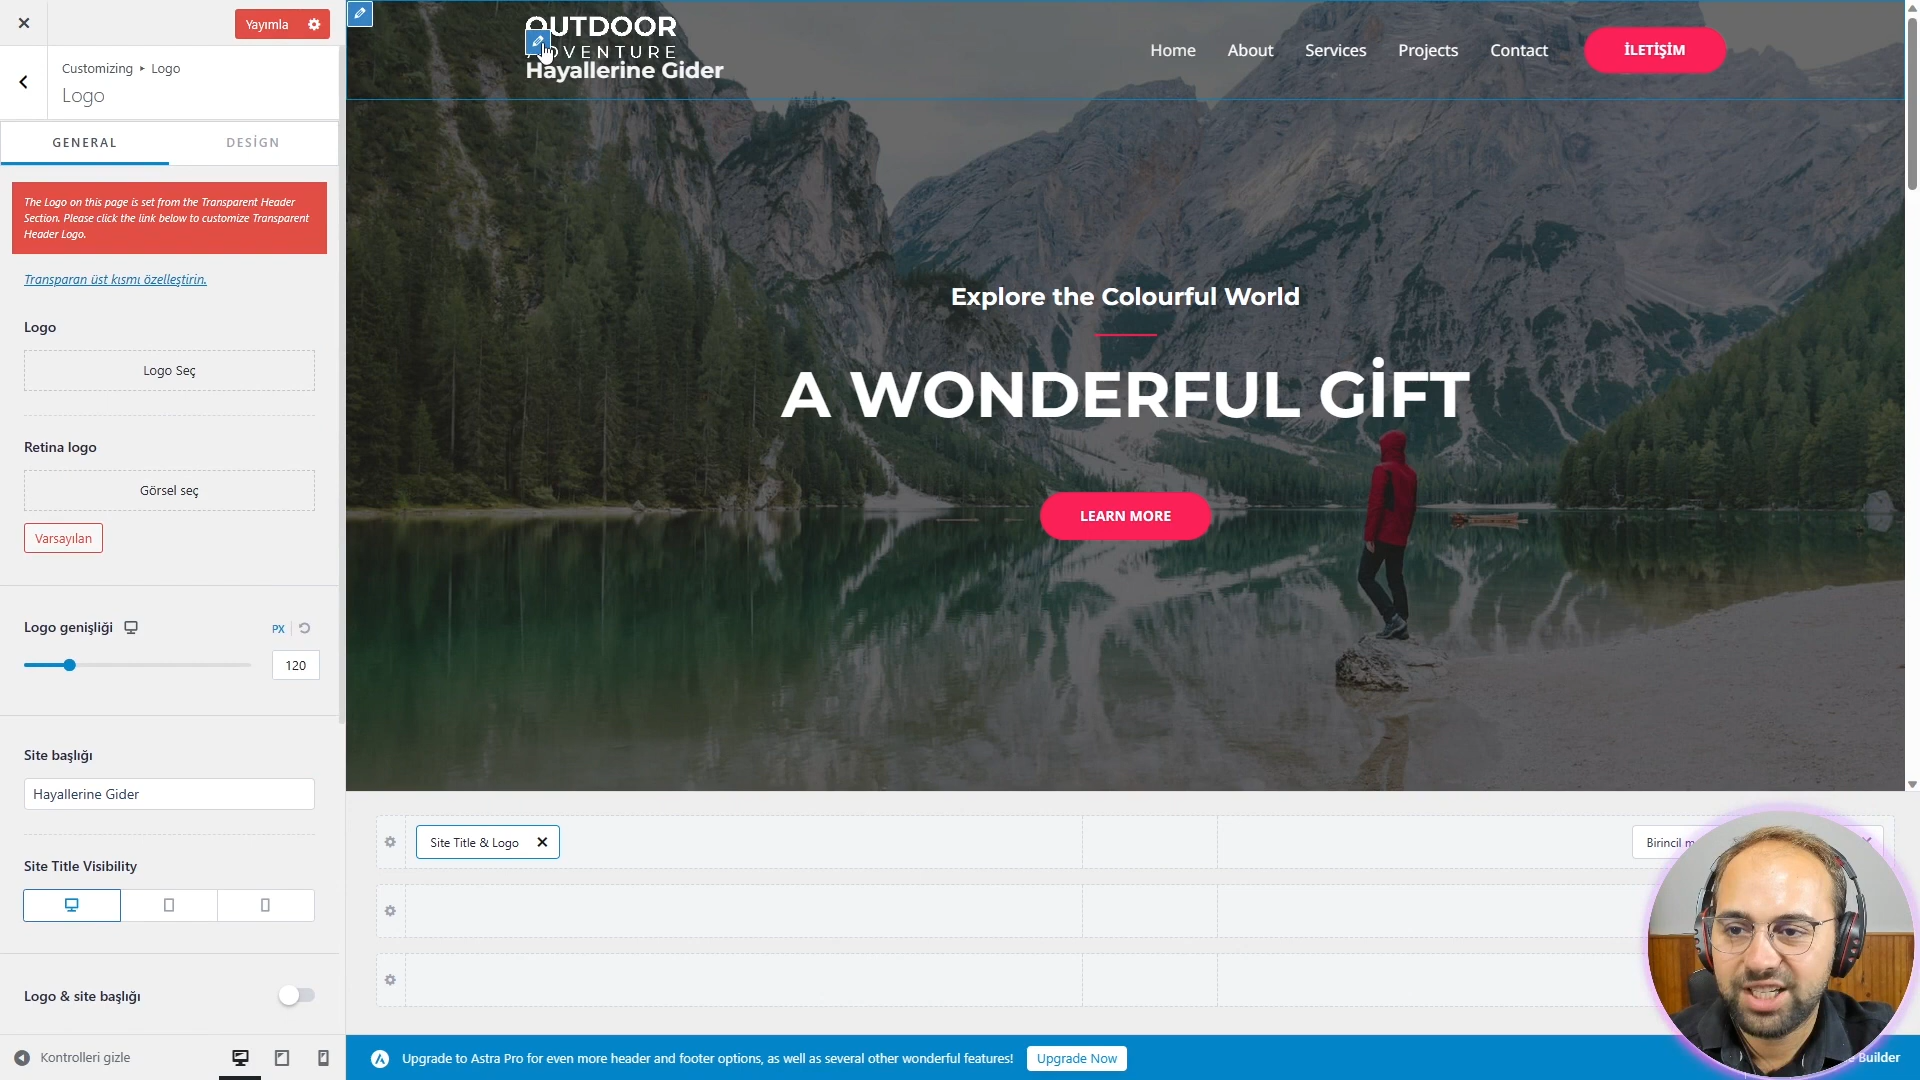 Yayımla
Customizing ▸ Logo
Logo
GENERAL
DESİGN
The Logo on this page is set from the Transparent Header
Section. Please click the link below to customize Transparent
Header Logo.
Transparan üst kısmı özelleştirin.
Logo
Logo Seç
Retina logo
Görsel seç
Varsayılan
Logo genişliği
PX
120
Site başlığı
Hayallerine Gider
Site Title Visibility
Logo & site başlığı
Kontrolleri gizle
OUTDOOR
ADVENTURE
Hayallerine Gider
Home
About
Services
Projects
Contact
İLETİŞİM
Explore the Colourful World
A WONDERFUL GİFT
LEARN MORE
Site Title & Logo
Birincil
Upgrade to Astra Pro for even more header and footer options, as well as several other wonderful features!
Upgrade Now
Builder